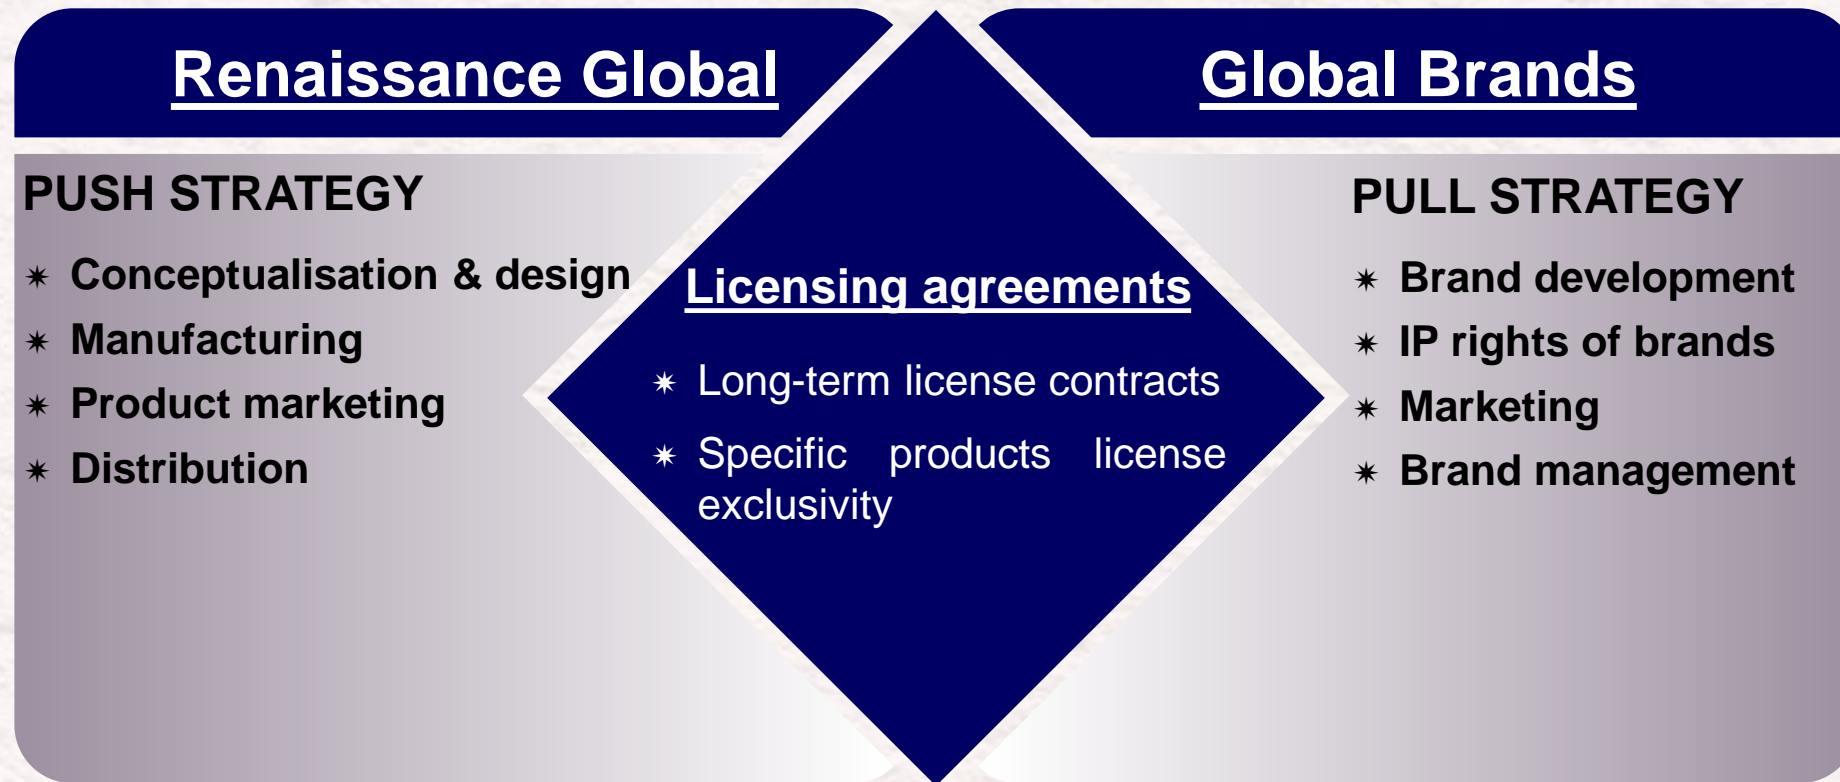 Renaissance Global
PUSH STRATEGY
Conceptualisation & design
Manufacturing
Product marketing
Distribution
Licensing agreements
Long-term license contracts
Specific products license
exclusivity
Global Brands
PULL STRATEGY
Brand development
IP rights of brands
Marketing
Brand management